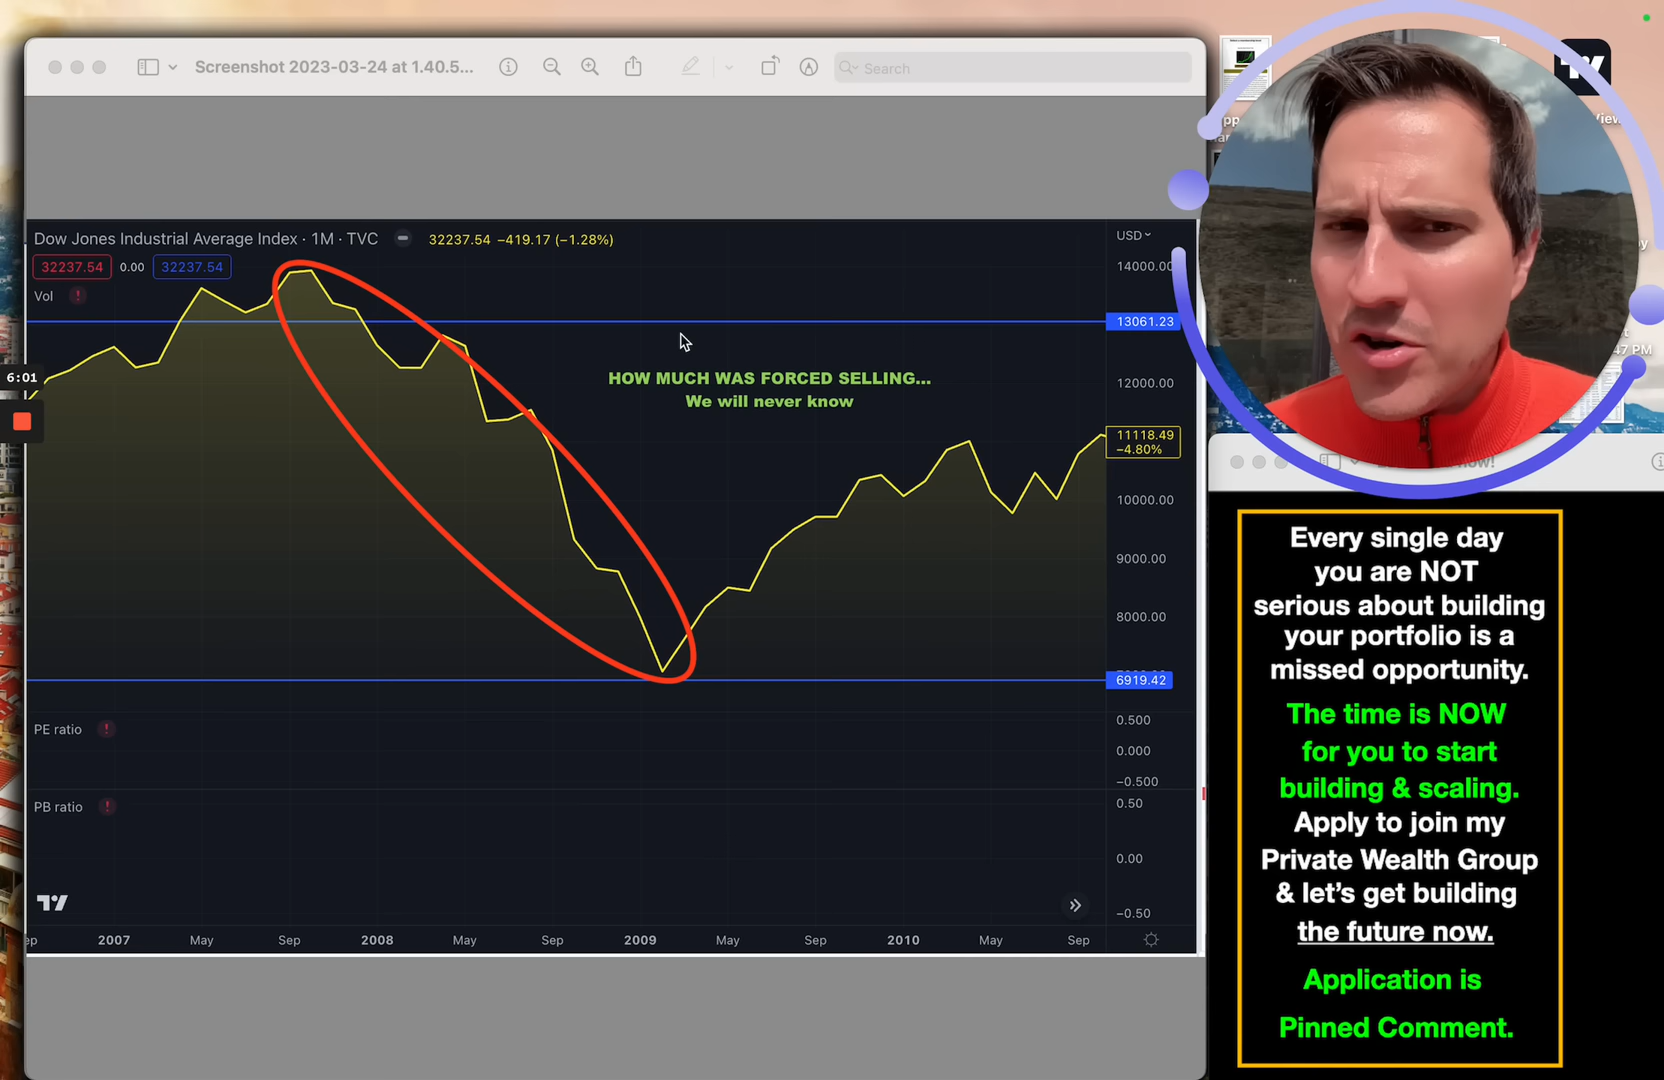 Screenshot 2023-03-24 at 1.40.5...
Search
Dow Jones Industrial Average Index · 1M · TVC
32237.54 −419.17 (−1.28%)
32237.54 0.00 32237.54
Vol
USD
14000.00
13061.23
12000.00
11118.49
−4.80%
10000.00
9000.00
8000.00
6919.42
HOW MUCH WAS FORCED SELLING...
We will never know
6:01
PE ratio
0.500
0.000
−0.500
PB ratio
0.50
0.00
−0.50
2007 May Sep 2008 May Sep 2009 May Sep 2010 May Sep
47 PM
Every single day
you are NOT
serious about building
your portfolio is a
missed opportunity.
The time is NOW
for you to start
building & scaling.
Apply to join my
Private Wealth Group
& let's get building
the future now.
Application is
Pinned Comment.